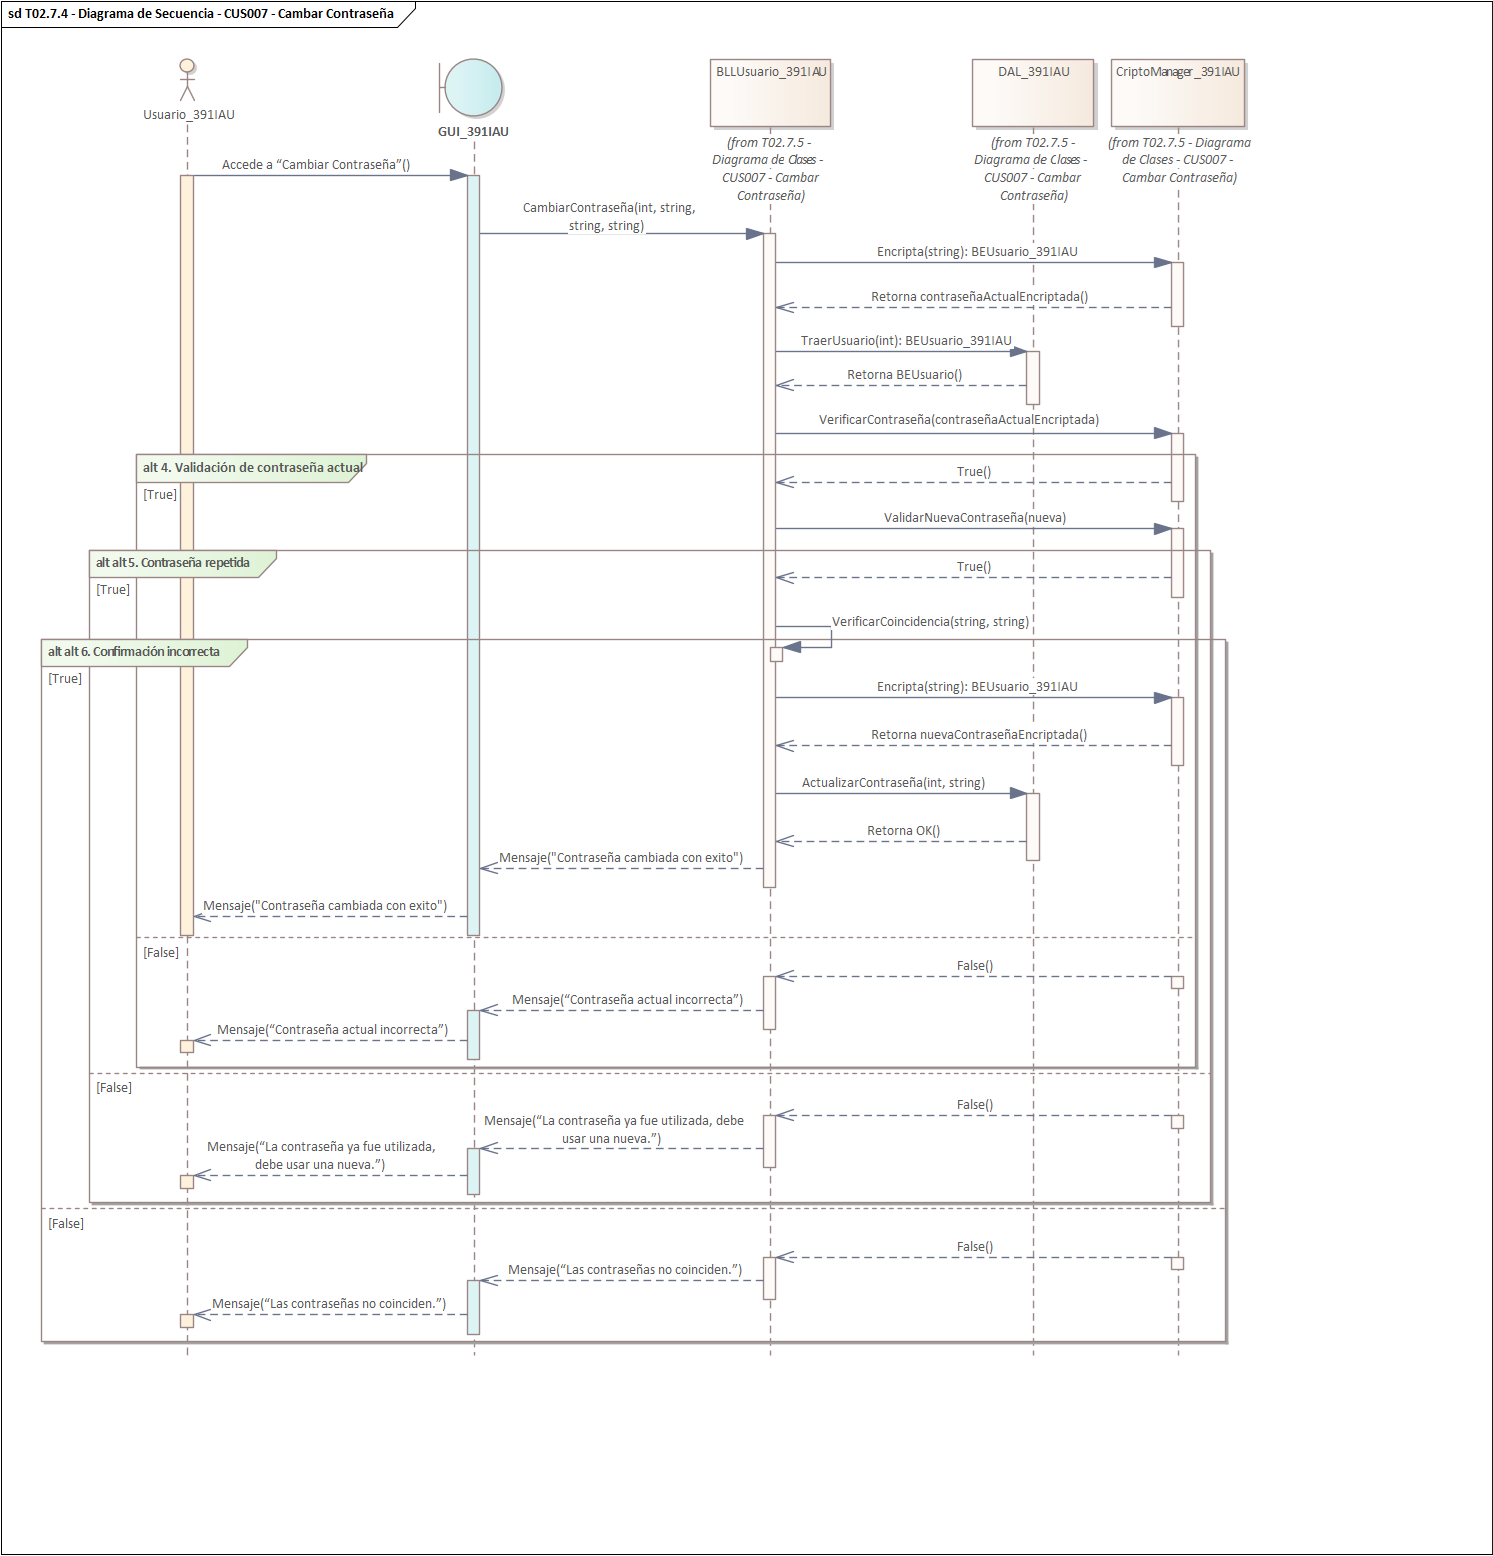 sd T02.7.4 - Diagrama de Secuencia - CUS007 - Cambar Contraseña
Usuario_391IAU
GUI_391IAU
BLLUsuario_391IAU
(from T02.7.5 -
Diagrama de Clases -
CUS007 - Cambar
Contraseña)
DAL_391IAU
(from T02.7.5 -
Diagrama de Clases -
CUS007 - Cambar
Contraseña)
CriptoManager_391IAU
(from T02.7.5 - Diagrama
de Clases - CUS007 -
Cambar Contraseña)
Accede a “Cambiar Contraseña”()
CambiarContraseña(int, string,
string, string)
Encripta(string): BEUsuario_391IAU
Retorna contraseñaActualEncriptada()
TraerUsuario(int): BEUsuario_391IAU
Retorna BEUsuario()
VerificarContraseña(contraseñaActualEncriptada)
alt 4. Validación de contraseña actual
[True]
True()
ValidarNuevaContraseña(nueva)
alt alt 5. Contraseña repetida
[True]
True()
VerificarCoincidencia(string, string)
alt alt 6. Confirmación incorrecta
[True]
Encripta(string): BEUsuario_391IAU
Retorna nuevaContraseñaEncriptada()
ActualizarContraseña(int, string)
Retorna OK()
Mensaje("Contraseña cambiada con exito")
Mensaje("Contraseña cambiada con exito")
[False]
False()
Mensaje(“Contraseña actual incorrecta”)
Mensaje(“Contraseña actual incorrecta”)
[False]
False()
Mensaje(“La contraseña ya fue utilizada, debe
usar una nueva.”)
Mensaje(“La contraseña ya fue utilizada,
debe usar una nueva.”)
[False]
False()
Mensaje(“Las contraseñas no coinciden.”)
Mensaje(“Las contraseñas no coinciden.”)